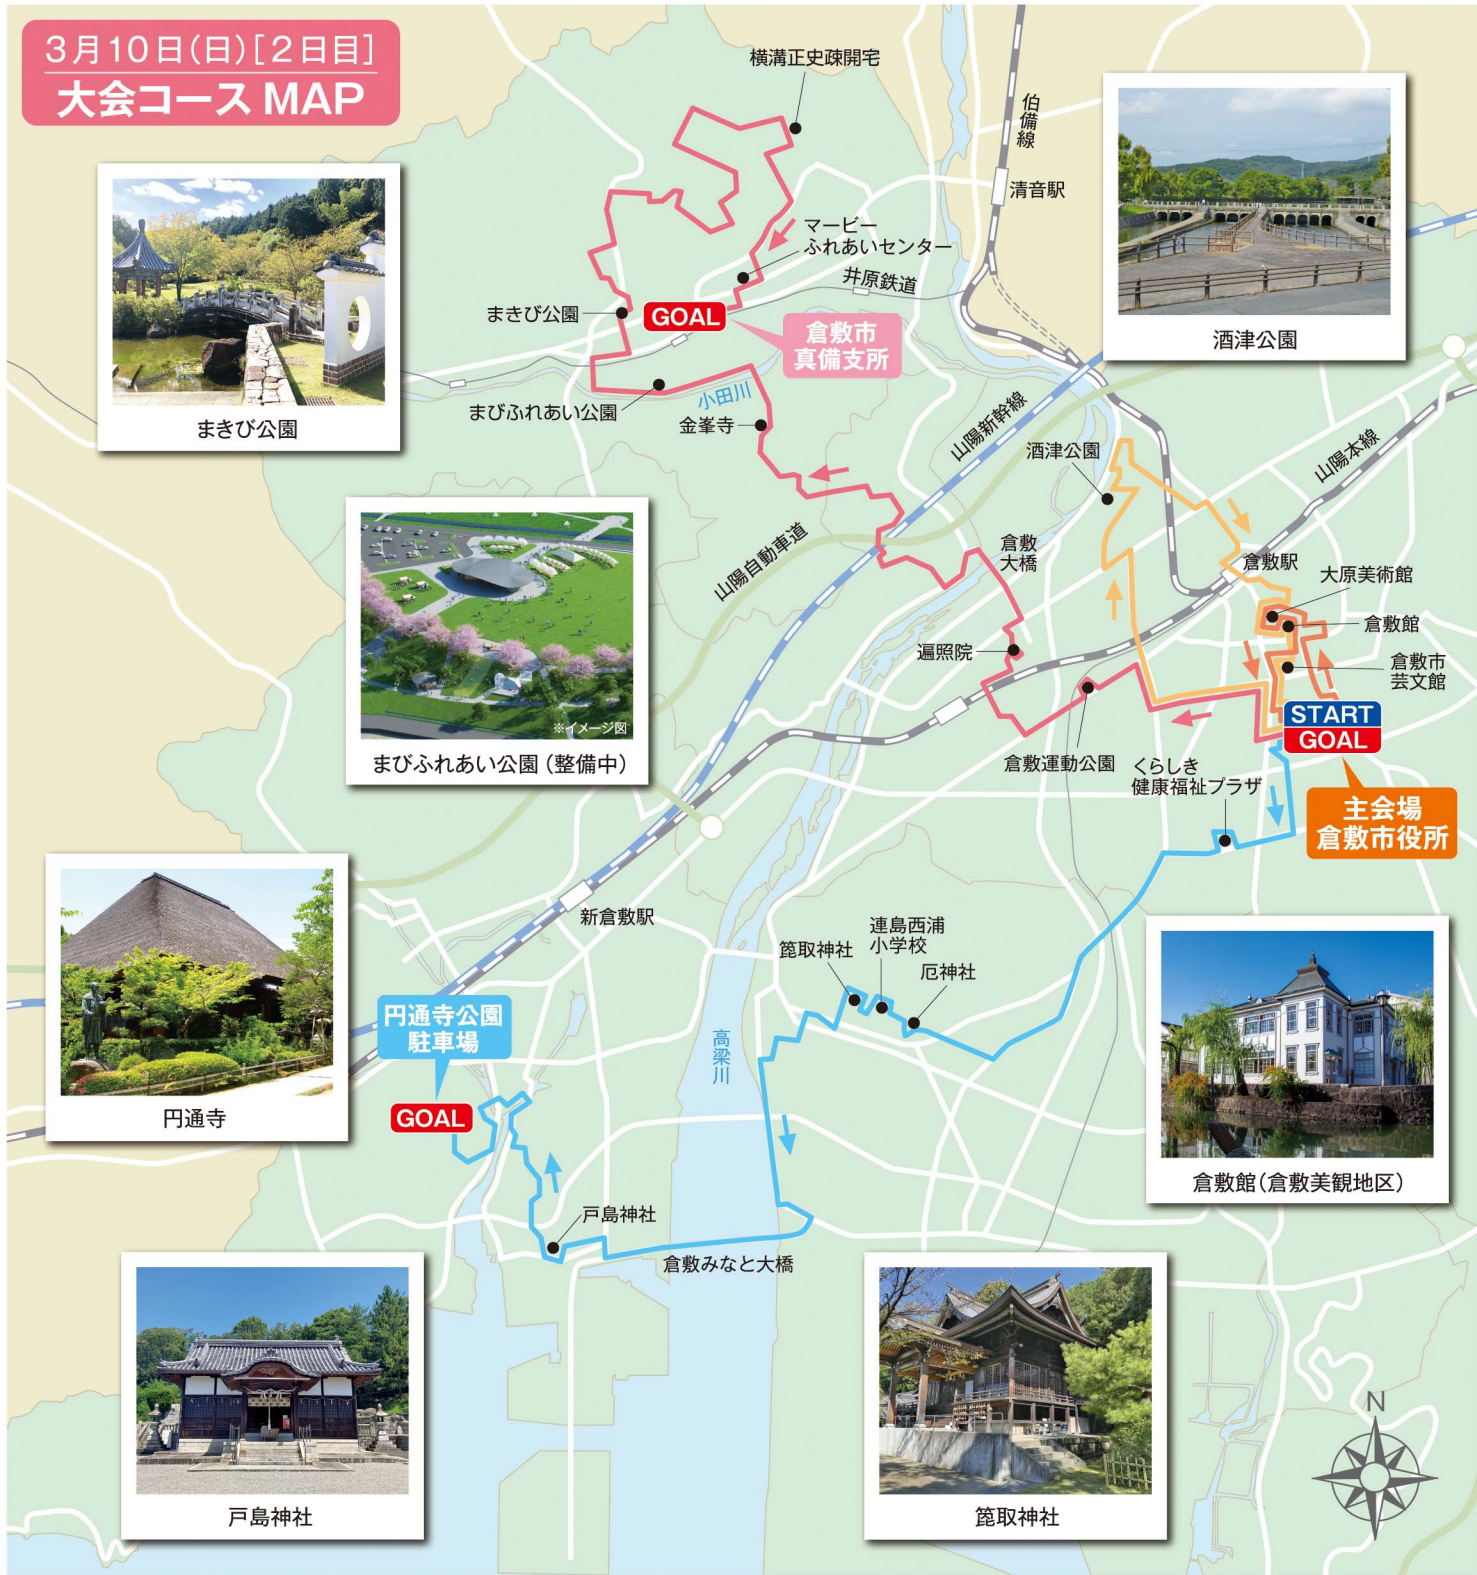 3月10日(日)[2日目]
大会コース MAP
横溝正史疎開宅
伯備線
清音駅
マービー
ふれあいセンター
井原鉄道
まきび公園
GOAL
倉敷市
真備支所
酒津公園
まきび公園
まびふれあい公園
小田川
金峯寺
山陽新幹線
酒津公園
山陽本線
山陽自動車道
倉敷
大橋
倉敷駅
大原美術館
倉敷館
倉敷市
芸文館
遍照院
START
GOAL
※イメージ図
まびふれあい公園(整備中)
倉敷運動公園
くらしき
健康福祉プラザ
主会場
倉敷市役所
新倉敷駅
連島西浦
小学校
箆取神社
厄神社
円通寺公園
駐車場
高梁川
GOAL
円通寺
倉敷館(倉敷美観地区)
戸島神社
倉敷みなと大橋
戸島神社
箆取神社
N